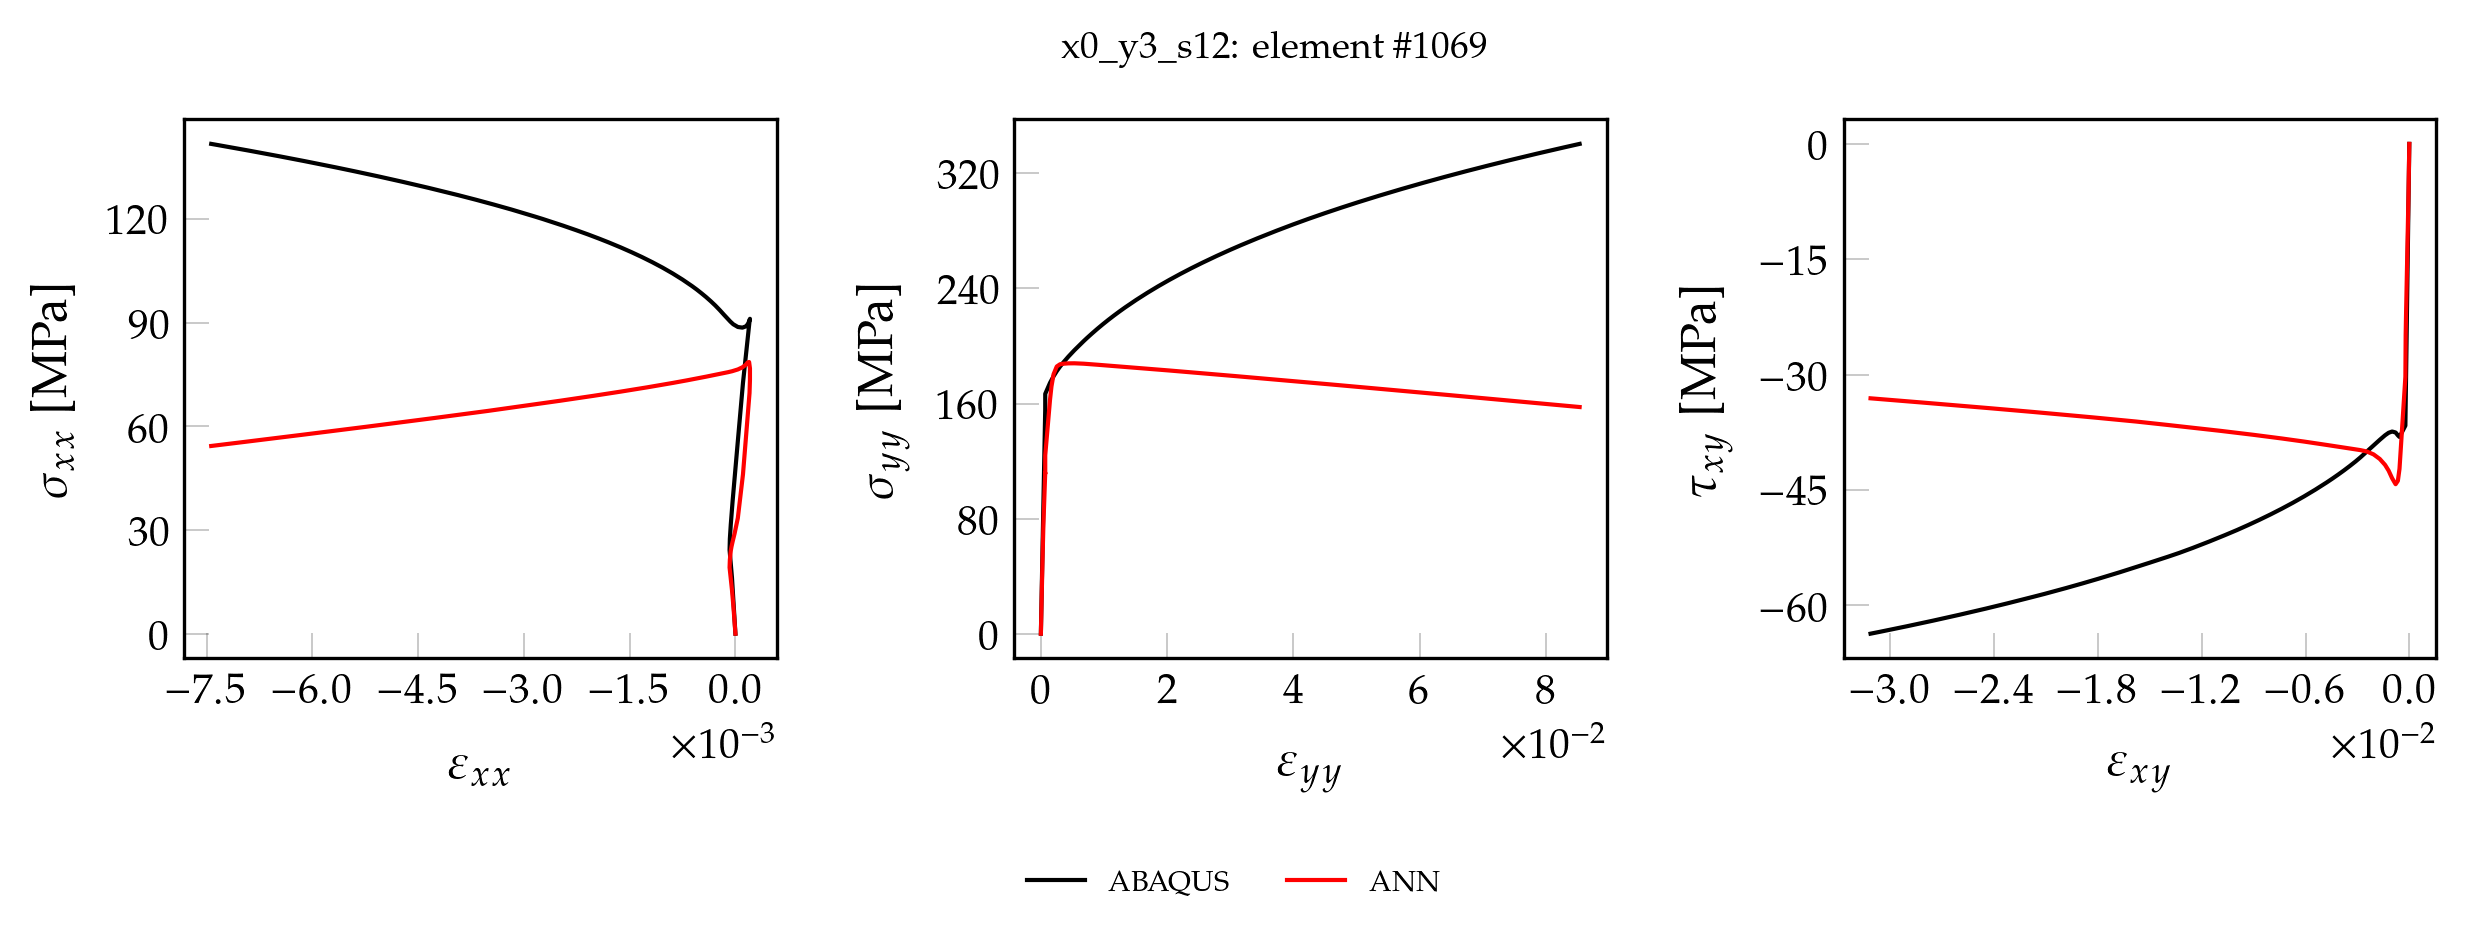 x0_y3_s12: element #1069
σxx [MPa]
120
90
60
30
0
−7.5 −6.0 −4.5 −3.0 −1.5 0.0
×10−3
εxx
σyy [MPa]
320
240
160
80
0
0 2 4 6 8
×10−2
εyy
τxy [MPa]
0
−15
−30
−45
−60
−3.0 −2.4 −1.8 −1.2 −0.6 0.0
×10−2
εxy
ABAQUS ANN